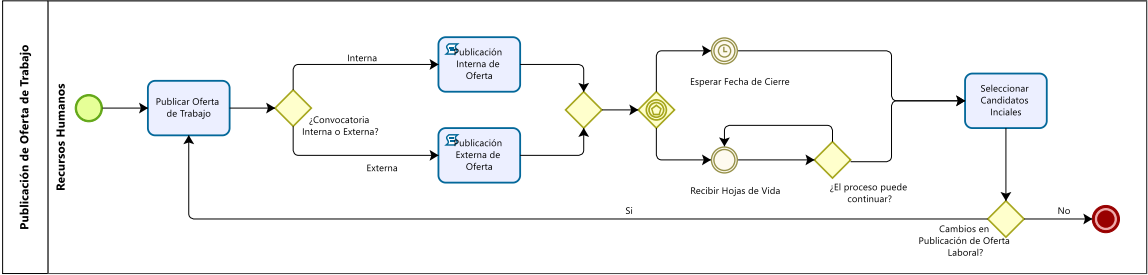 Publicación de Oferta de Trabajo
Recursos Humanos
Publicar Oferta
de Trabajo
¿Convocatoria
Interna o Externa?
Interna
Externa
Publicación
Interna de
Oferta
Publicación
Externa de
Oferta
Esperar Fecha de Cierre
Recibir Hojas de Vida
¿El proceso puede
continuar?
Seleccionar
Candidatos
Inciales
Cambios en
Publicación de Oferta
Laboral?
Si
No